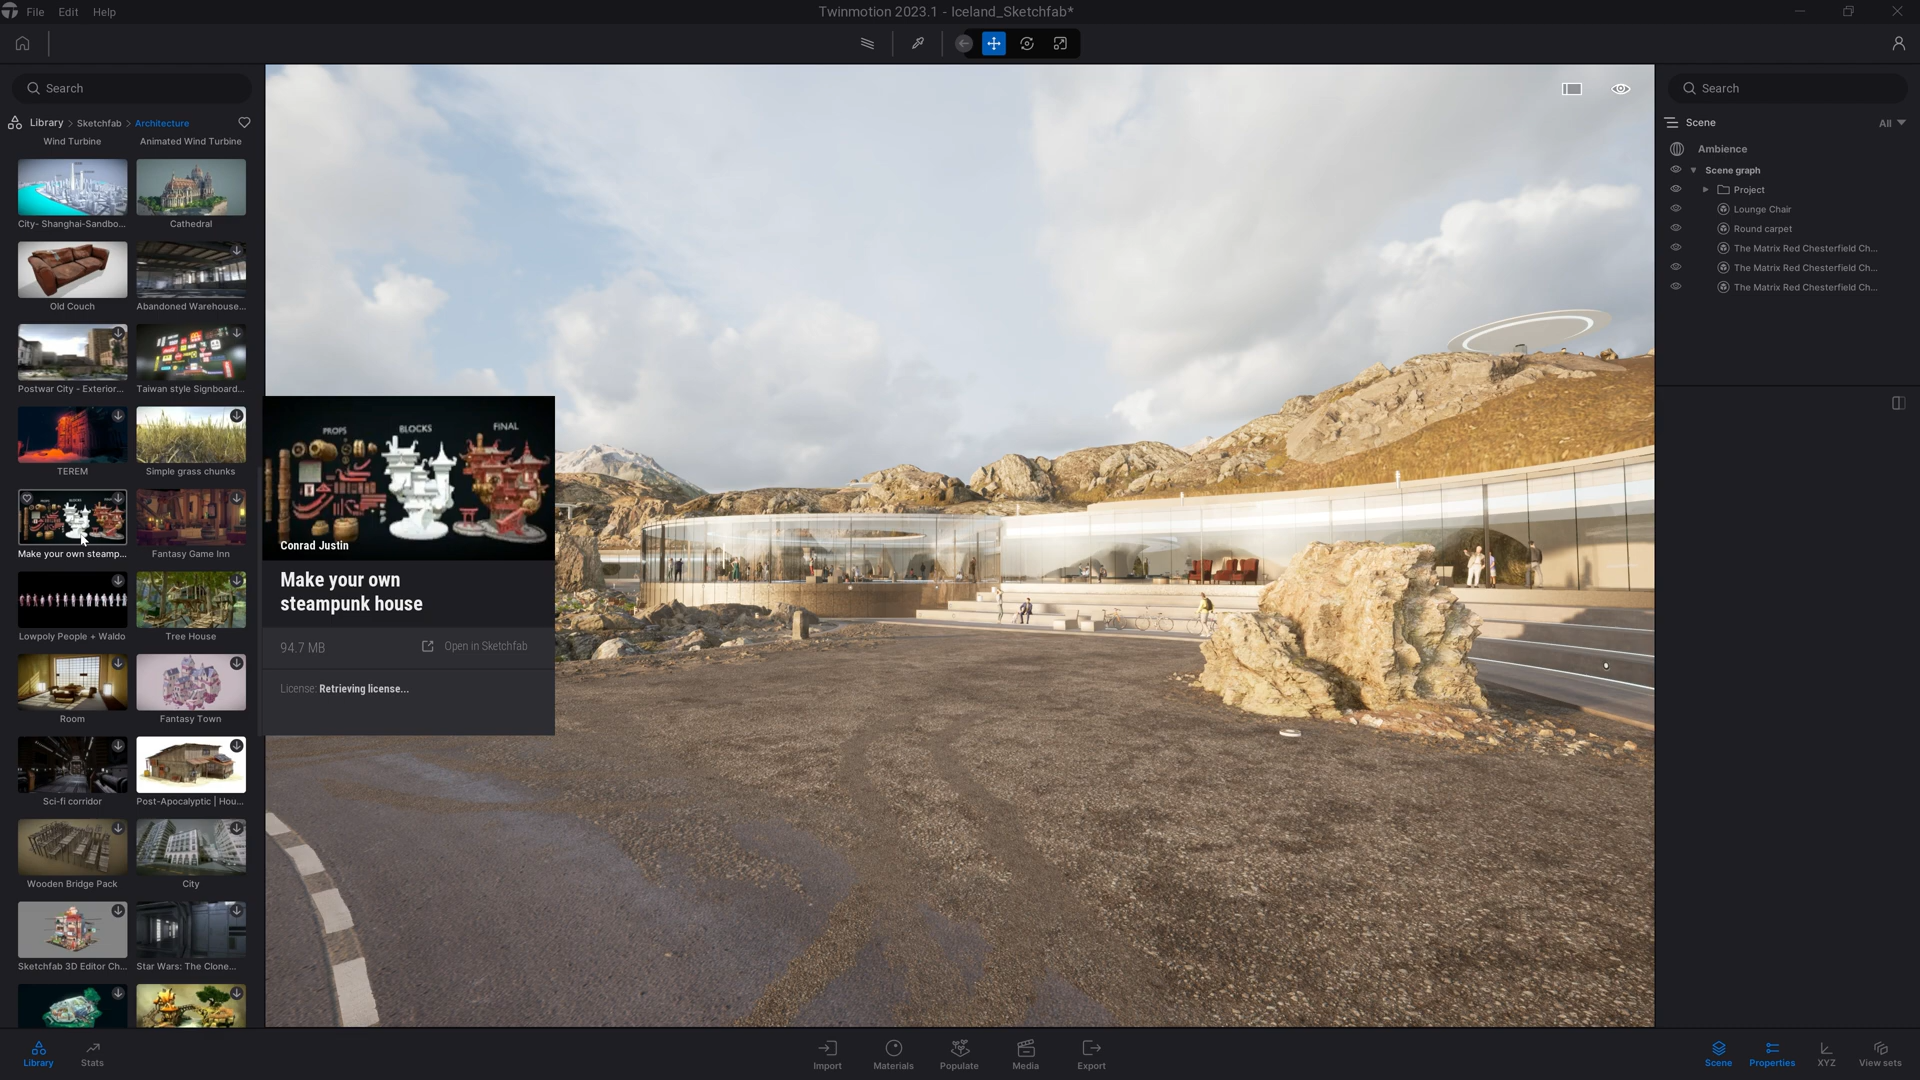 File Edit Help
Twinmotion 2023.1 - Iceland_Sketchfab*
Search
Library > Sketchfab > Architecture
Wind Turbine
Animated Wind Turbine
City- Shanghai-Sandbo...
Cathedral
Old Couch
Abandoned Warehouse...
Postwar City - Exterior...
Taiwan style Signboard...
TEREM
Simple grass chunks
Make your own steamp...
Fantasy Game Inn
Lowpoly People + Waldo
Tree House
Room
Fantasy Town
Sci-fi corridor
Post-Apocalyptic | Hou...
Wooden Bridge Pack
City
Sketchfab 3D Editor Ch...
Star Wars: The Clone...
PROPS
BLOCKS
FINAL
Conrad Justin
Make your own
steampunk house
94.7 MB
Open in Sketchfab
License: Retrieving license...
Search
Scene
All
Ambience
Scene graph
Project
Lounge Chair
Round carpet
The Matrix Red Chesterfield Ch...
The Matrix Red Chesterfield Ch...
The Matrix Red Chesterfield Ch...
Library
Stats
Import
Materials
Populate
Media
Export
Scene
Properties
XYZ
View sets